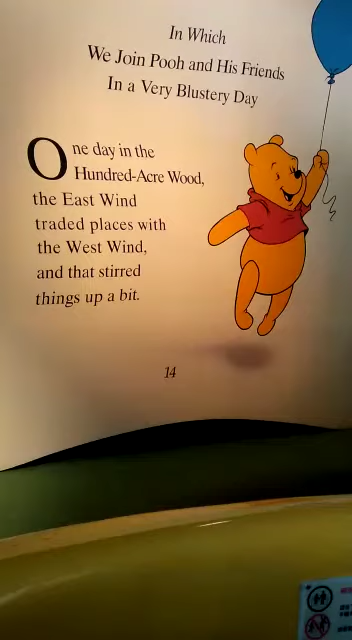 In Which
We Join Pooh and His Friends
In a Very Blustery Day
One day in the
Hundred-Acre Wood,
the East Wind
traded places with
the West Wind,
and that stirred
things up a bit.
14